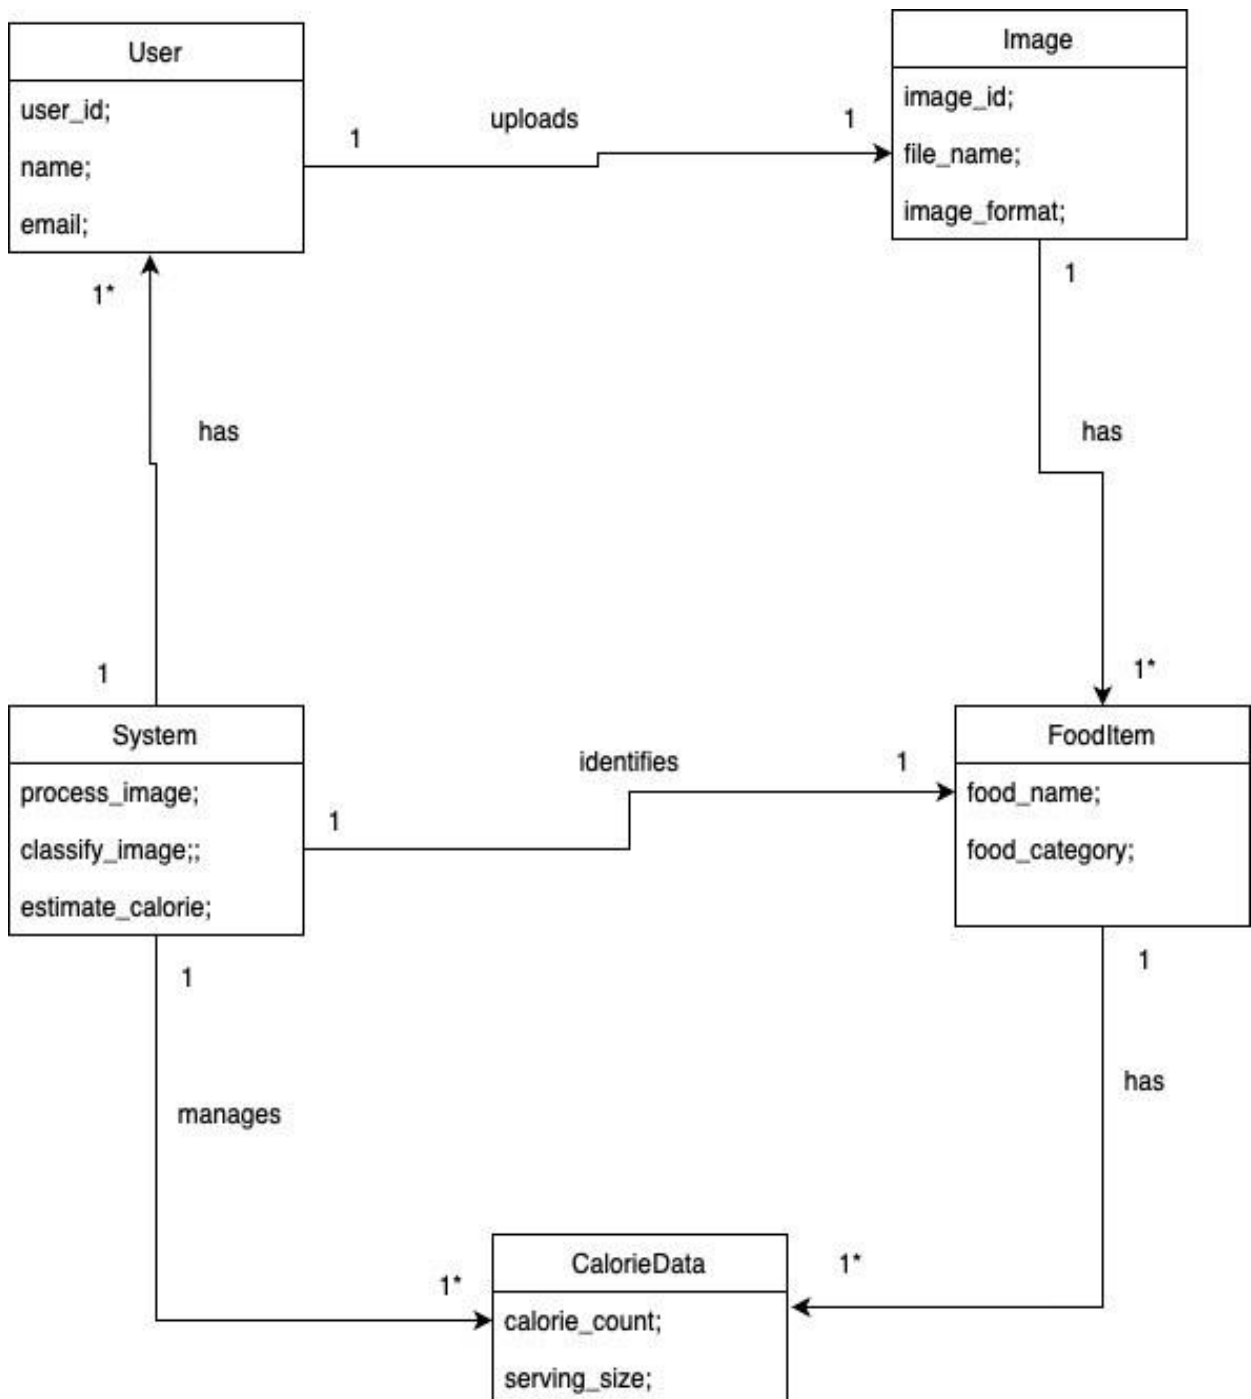 User
user_id;
name;
email;
1
uploads
1
Image
image_id;
file_name;
image_format;
1*
has
1
1
has
1*
System
process_image;
classify_image;;
estimate_calorie;
1
identifies
1
FoodItem
food_name;
food_category;
1
manages
1*
1
has
1*
CalorieData
calorie_count;
serving_size;